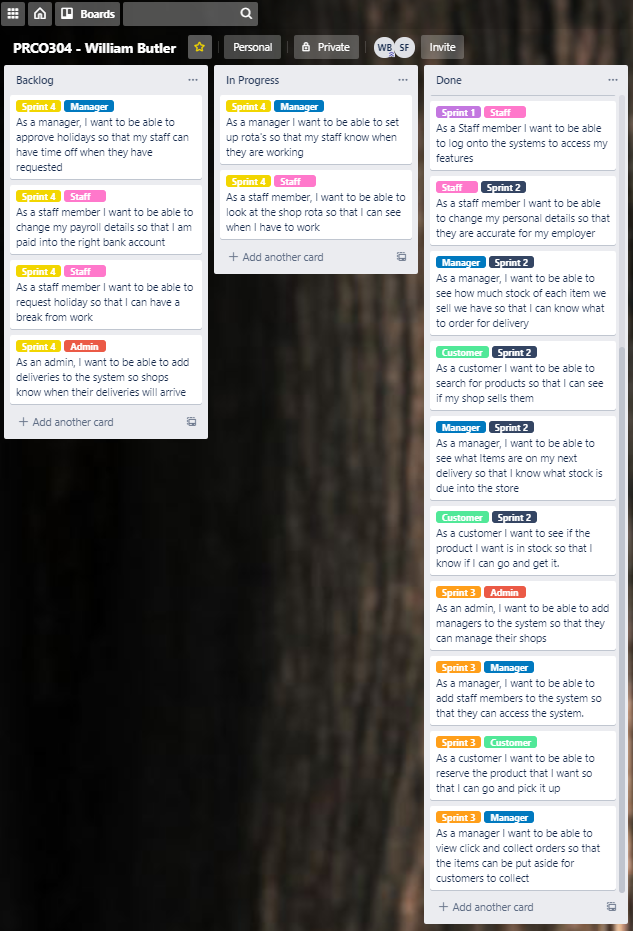 Boards
PRCO304 - William Butler
Personal
Private
WB
SF
Invite
Backlog
Sprint 4 Manager
As a manager, I want to be able to
approve holidays so that my staff can
have time off when they have
requested
Sprint 4 Staff
As a staff member I want to be able to
change my payroll details so that I am
paid into the right bank account
Sprint 4 Staff
As a staff member I want to be able to
request holiday so that I can have a
break from work
Sprint 4 Admin
As an admin, I want to be able to add
deliveries to the system so shops
know when their deliveries will arrive
+ Add another card
In Progress
Sprint 4 Manager
As a manager I want to be able to set
up rota's so that my staff know when
they are working
Sprint 4 Staff
As a staff member, I want to be able to
look at the shop rota so that I can see
when I have to work
+ Add another card
Done
Sprint 1 Staff
As a Staff member I want to be able
to log onto the systems to access my
features
Staff Sprint 2
As a staff member I want to be able
to change my personal details so that
they are accurate for my employer
Manager Sprint 2
As a manager, I want to be able to
see how much stock of each item we
sell we have so that I can know what
to order for delivery
Customer Sprint 2
As a customer I want to be able to
search for products so that I can see
if my shop sells them
Manager Sprint 2
As a manager, I want to be able to
see what Items are on my next
delivery so that I know what stock is
due into the store
Customer Sprint 2
As a customer I want to see if the
product I want is in stock so that I
know if I can go and get it.
Sprint 3 Admin
As an admin, I want to be able to add
managers to the system so that they
can manage their shops
Sprint 3 Manager
As a manager, I want to be able to
add staff members to the system so
that they can access the system.
Sprint 3 Customer
As a customer I want to be able to
reserve the product that I want so
that I can go and pick it up
Sprint 3 Manager
As a manager I want to be able to
view click and collect orders so that
the items can be put aside for
customers to collect
+ Add another card